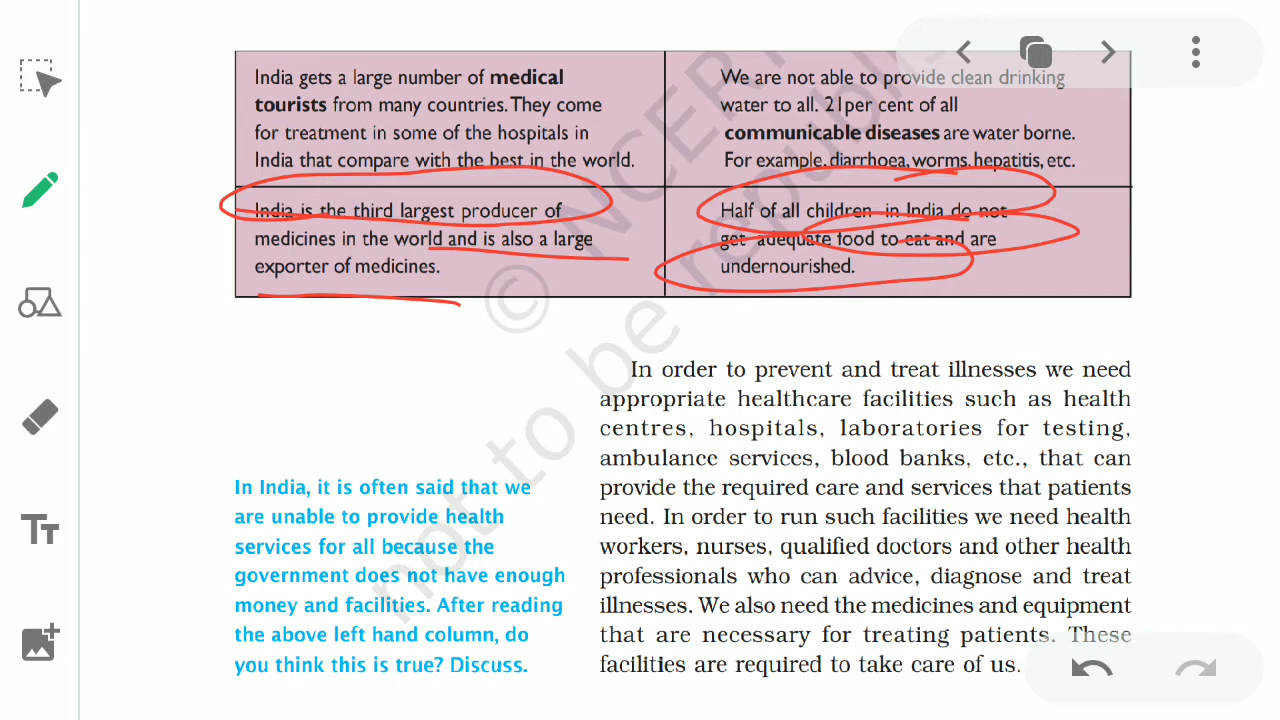 India gets a large number of medical
tourists from many countries. They come
for treatment in some of the hospitals in
India that compare with the best in the world.
We are not able to provide clean drinking
water to all. 21per cent of all
communicable diseases are water borne.
For example, diarrhoea, worms, hepatitis, etc.
India is the third largest producer of
medicines in the world and is also a large
exporter of medicines.
Half of all children in India do not
get adequate food to eat and are
undernourished.
In India, it is often said that we
are unable to provide health
services for all because the
government does not have enough
money and facilities. After reading
the above left hand column, do
you think this is true? Discuss.
In order to prevent and treat illnesses we need
appropriate healthcare facilities such as health
centres, hospitals, laboratories for testing,
ambulance services, blood banks, etc., that can
provide the required care and services that patients
need. In order to run such facilities we need health
workers, nurses, qualified doctors and other health
professionals who can advice, diagnose and treat
illnesses. We also need the medicines and equipment
that are necessary for treating patients. These
facilities are required to take care of us.
© NCERT
not to be republis
Tт